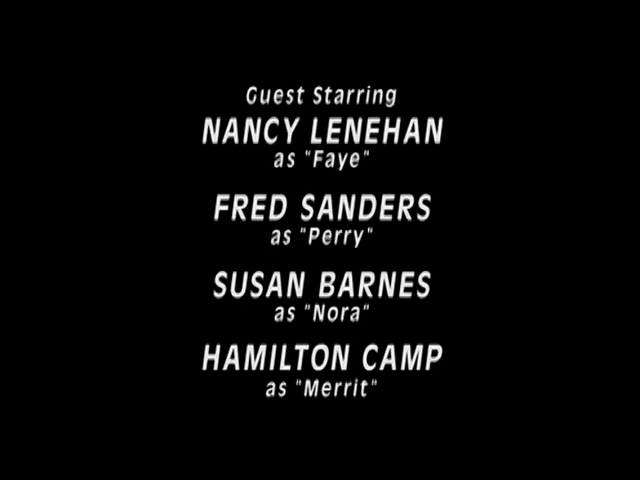 Guest Starring
NANCY LENEHAN
as "Faye"
FRED SANDERS
as "Perry"
SUSAN BARNES
as "Nora"
HAMILTON CAMP
as "Merrit"